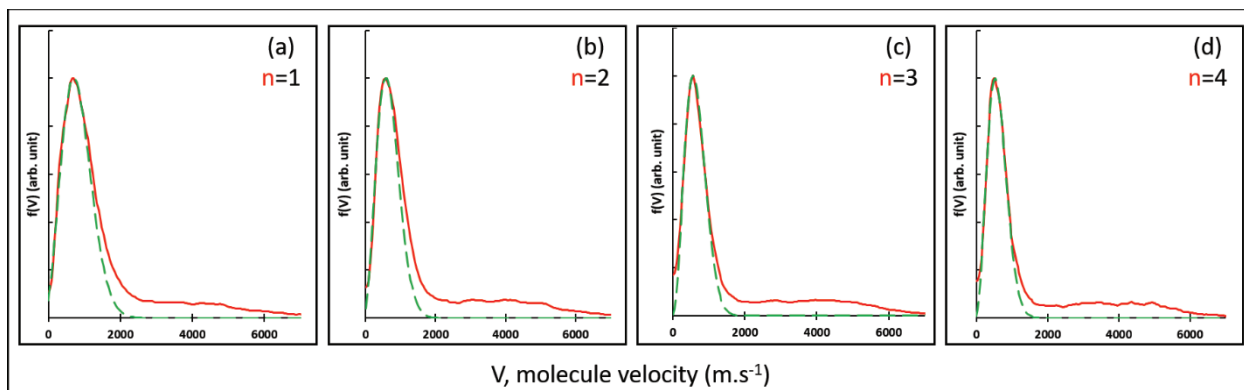 (a)
n=1
f(V) (arb. unit)
0 2000 4000 6000
(b)
n=2
f(V) (arb. unit)
0 2000 4000 6000
(c)
n=3
f(V) (arb. unit)
0 2000 4000 6000
(d)
n=4
f(V) (arb. unit)
0 2000 4000 6000
V, molecule velocity (m.s-1)